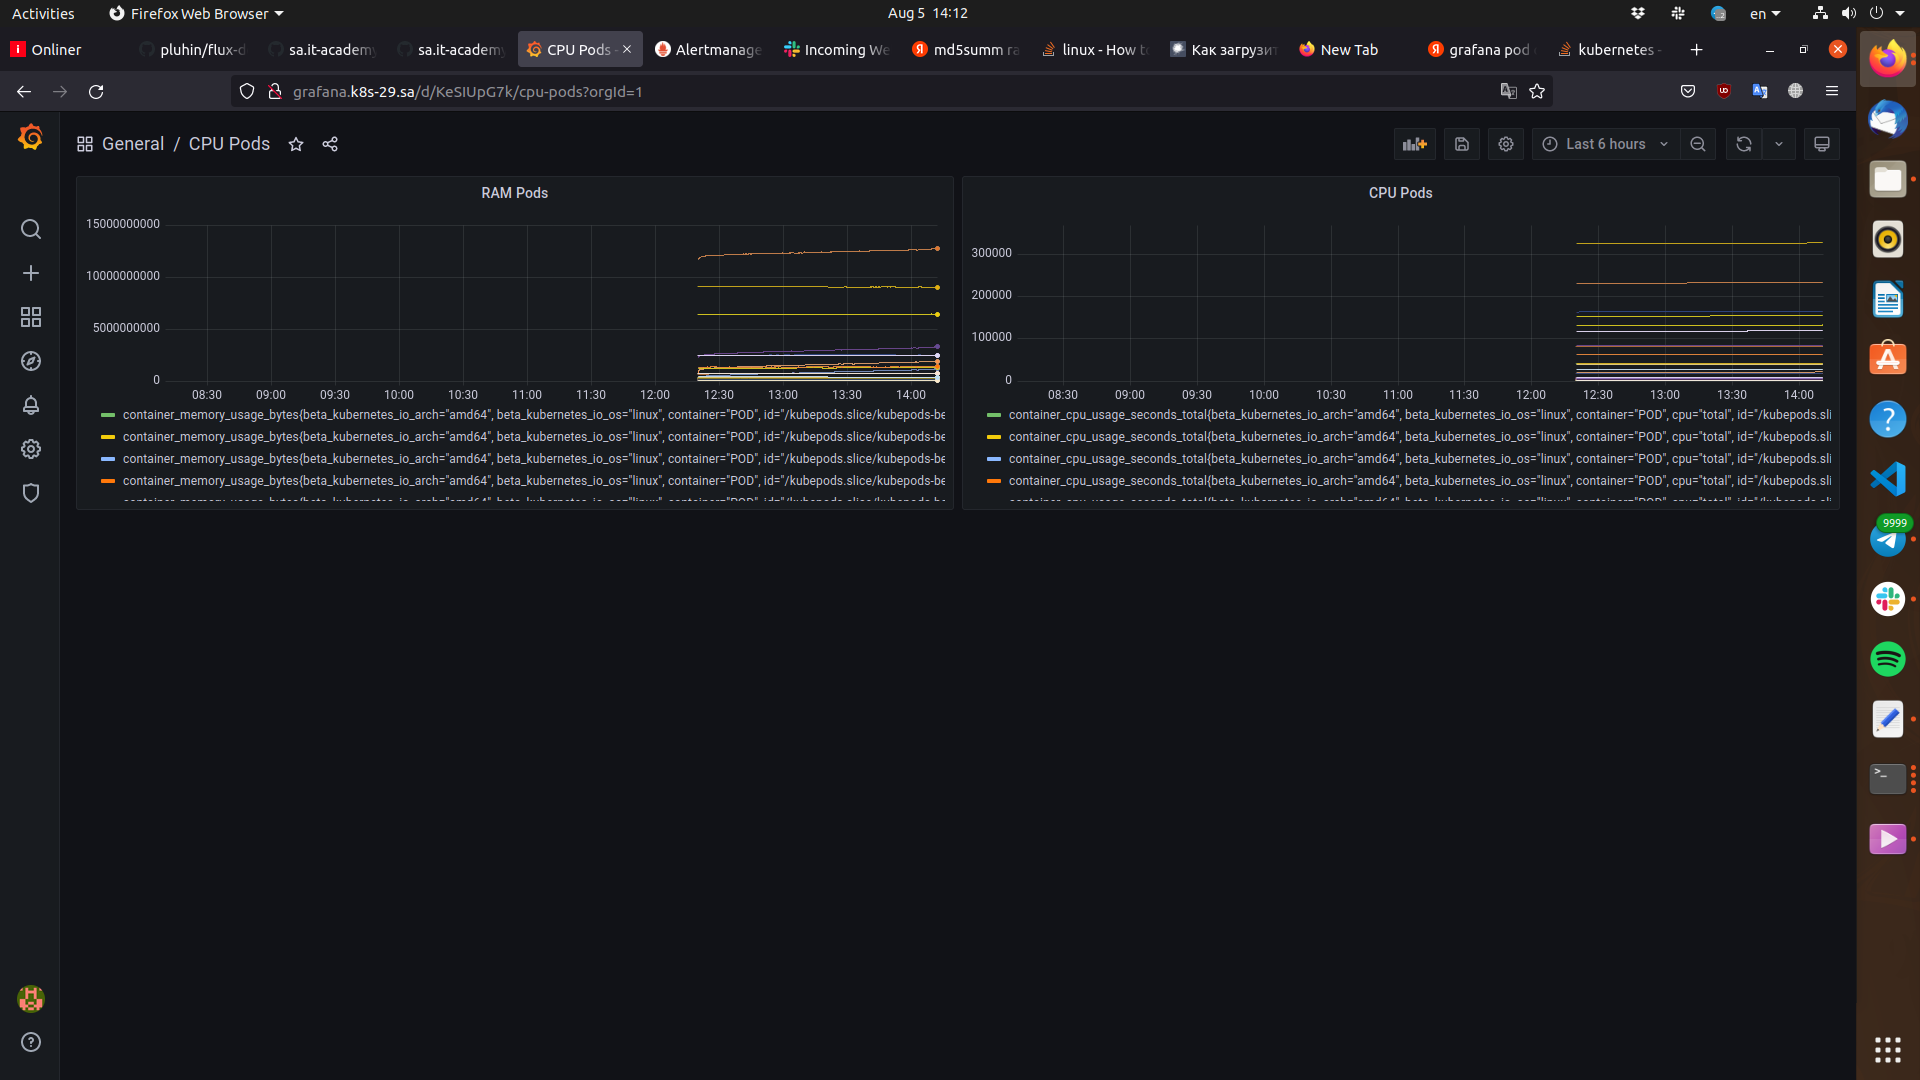 Activities Firefox Web Browser Aug 5 14:12 en
Onliner pluhin/flux-d sa.it-academy sa.it-academy CPU Pods - Alertmanage Incoming We md5summ ra linux - How to Как загрузит New Tab grafana pod kubernetes -
grafana.k8s-29.sa/d/KeSIUpG7k/cpu-pods?orgId=1
General / CPU Pods Last 6 hours
RAM Pods
15000000000
10000000000
5000000000
0
08:30 09:00 09:30 10:00 10:30 11:00 11:30 12:00 12:30 13:00 13:30 14:00
container_memory_usage_bytes{beta_kubernetes_io_arch="amd64", beta_kubernetes_io_os="linux", container="POD", id="/kubepods.slice/kubepods-be
container_memory_usage_bytes{beta_kubernetes_io_arch="amd64", beta_kubernetes_io_os="linux", container="POD", id="/kubepods.slice/kubepods-be
container_memory_usage_bytes{beta_kubernetes_io_arch="amd64", beta_kubernetes_io_os="linux", container="POD", id="/kubepods.slice/kubepods-be
container_memory_usage_bytes{beta_kubernetes_io_arch="amd64", beta_kubernetes_io_os="linux", container="POD", id="/kubepods.slice/kubepods-be
CPU Pods
300000
200000
100000
0
08:30 09:00 09:30 10:00 10:30 11:00 11:30 12:00 12:30 13:00 13:30 14:00
container_cpu_usage_seconds_total{beta_kubernetes_io_arch="amd64", beta_kubernetes_io_os="linux", container="POD", cpu="total", id="/kubepods.sli
container_cpu_usage_seconds_total{beta_kubernetes_io_arch="amd64", beta_kubernetes_io_os="linux", container="POD", cpu="total", id="/kubepods.sli
container_cpu_usage_seconds_total{beta_kubernetes_io_arch="amd64", beta_kubernetes_io_os="linux", container="POD", cpu="total", id="/kubepods.sli
container_cpu_usage_seconds_total{beta_kubernetes_io_arch="amd64", beta_kubernetes_io_os="linux", container="POD", cpu="total", id="/kubepods.sli
9999